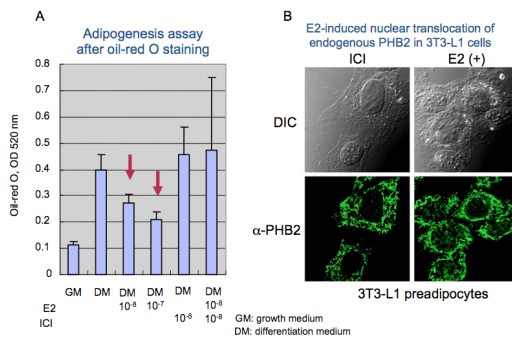 A
Adipogenesis assay
after oil-red O staining
Oil-red O, OD 520 nm
0.8
0.7
0.6
0.5
0.4
0.3
0.2
0.1
0
GM DM DM DM DM DM
E2 10-8 10-7 10-8
ICI 10-8 10-8
GM: growth medium
DM: differentiation medium
B
E2-induced nuclear translocation of
endogenous PHB2 in 3T3-L1 cells
ICI E2 (+)
DIC
α-PHB2
3T3-L1 preadipocytes